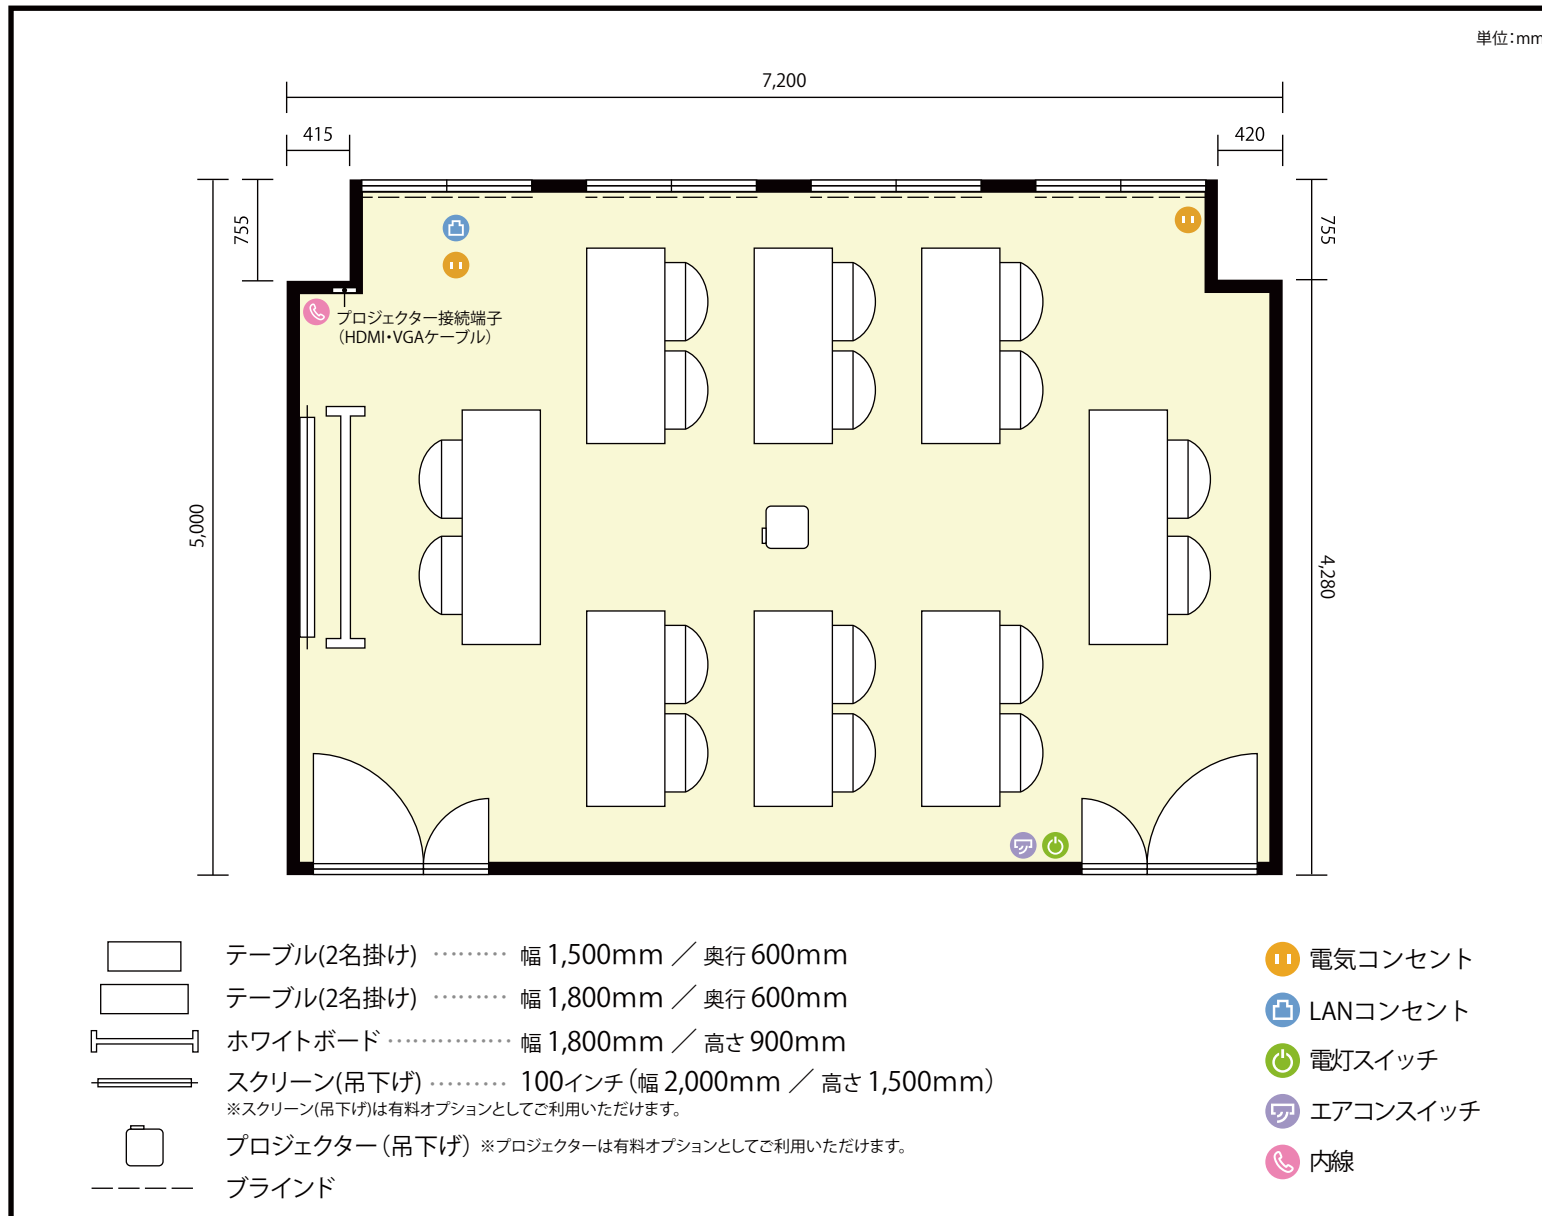 単位：mm
7,200
415
420
755
755
プロジェクター接続端子
（HDMI・VGAケーブル）
5,000
4,280
テーブル(2名掛け) ……… 幅 1,500mm ／ 奥行 600mm
テーブル(2名掛け) ……… 幅 1,800mm ／ 奥行 600mm
ホワイトボード …………… 幅 1,800mm ／ 高さ 900mm
スクリーン(吊下げ) ……… 100インチ（幅 2,000mm ／ 高さ 1,500mm）
※スクリーン(吊下げ)は有料オプションとしてご利用いただけます。
プロジェクター（吊下げ） ※プロジェクターは有料オプションとしてご利用いただけます。
ブラインド
電気コンセント
LANコンセント
電灯スイッチ
エアコンスイッチ
内線